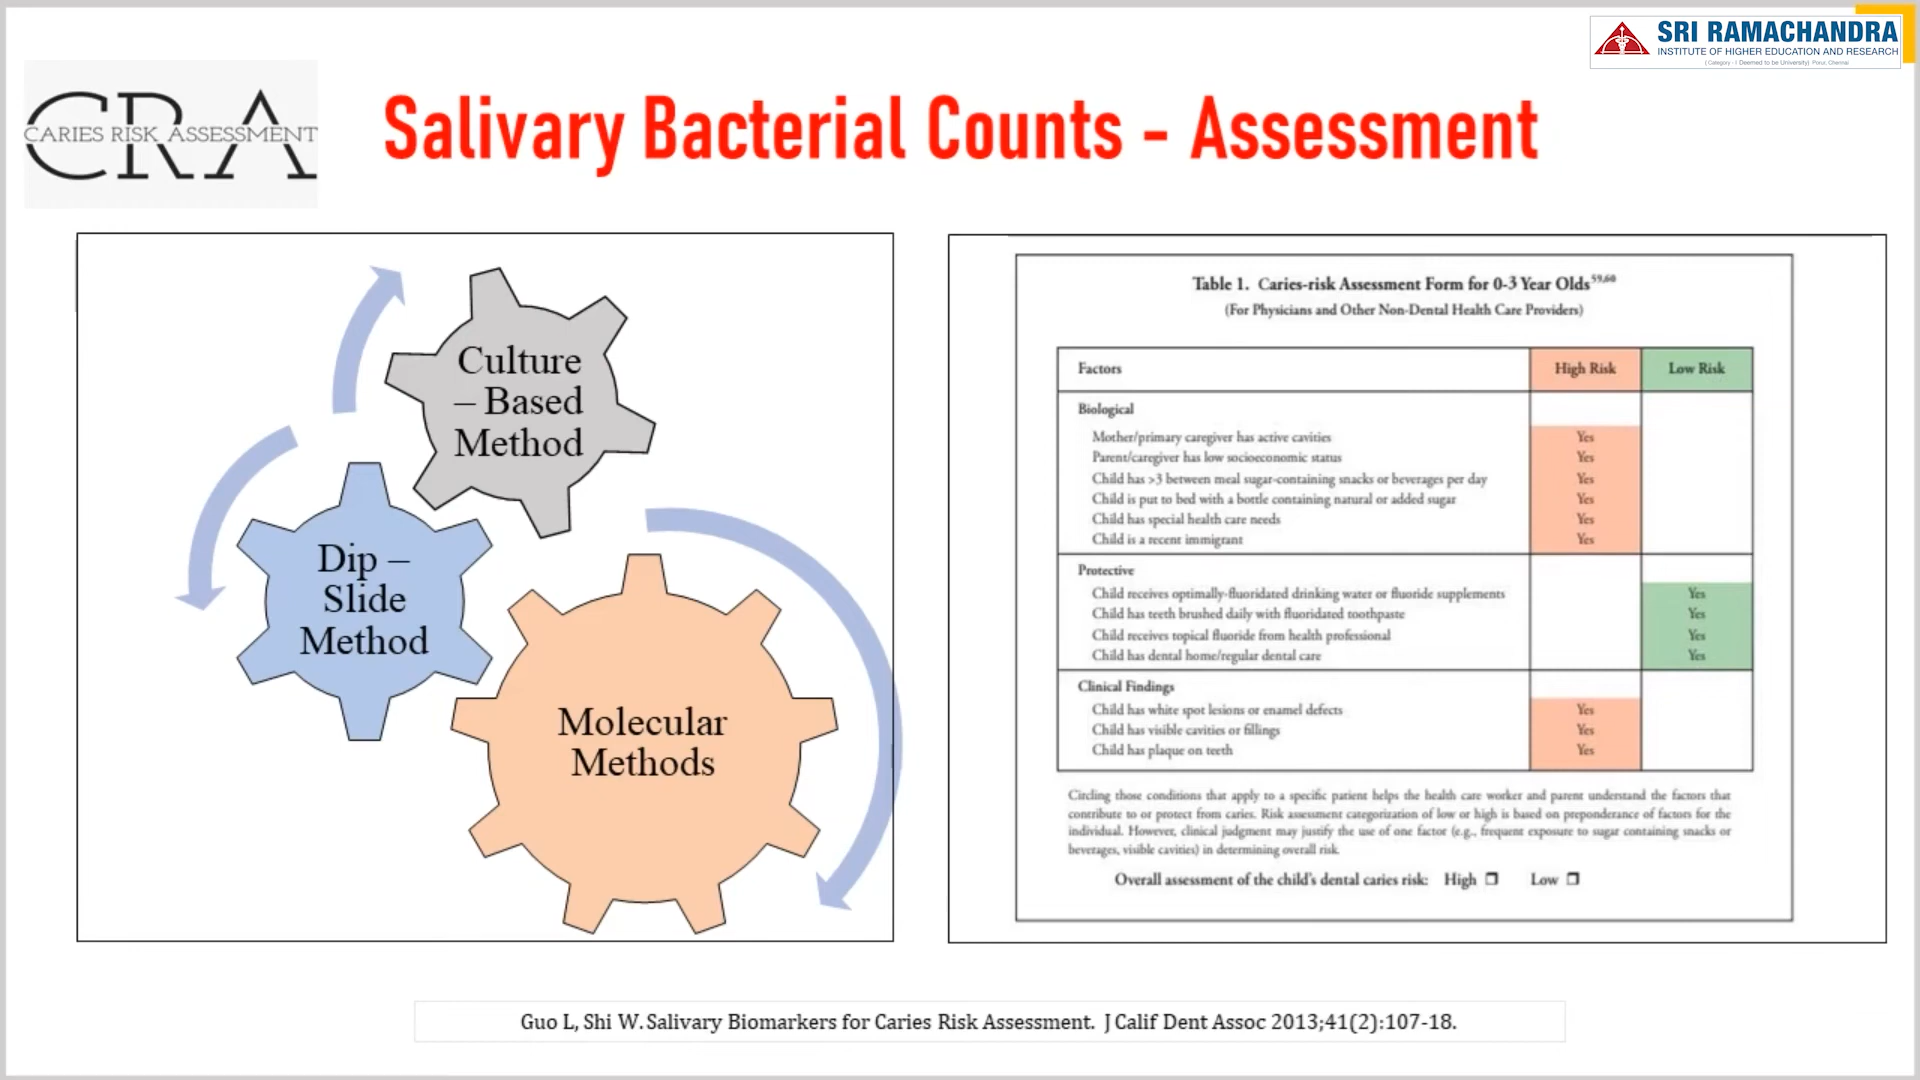 SRI RAMACHANDRA
INSTITUTE OF HIGHER EDUCATION AND RESEARCH
(Category - I Deemed to be University) Porur, Chennai
CRA
CARIES RISK ASSESSMENT
Salivary Bacterial Counts - Assessment
Culture
– Based
Method
Dip –
Slide
Method
Molecular
Methods
Table 1. Caries-risk Assessment Form for 0-3 Year Olds59,60
(For Physicians and Other Non-Dental Health Care Providers)
Factors High Risk Low Risk
Biological
Mother/primary caregiver has active cavities Yes
Parent/caregiver has low socioeconomic status Yes
Child has >3 between meal sugar-containing snacks or beverages per day Yes
Child is put to bed with a bottle containing natural or added sugar Yes
Child has special health care needs Yes
Child is a recent immigrant Yes
Protective
Child receives optimally-fluoridated drinking water or fluoride supplements Yes
Child has teeth brushed daily with fluoridated toothpaste Yes
Child receives topical fluoride from health professional Yes
Child has dental home/regular dental care Yes
Clinical Findings
Child has white spot lesions or enamel defects Yes
Child has visible cavities or fillings Yes
Child has plaque on teeth Yes
Circling those conditions that apply to a specific patient helps the health care worker and parent understand the factors that
contribute to or protect from caries. Risk assessment categorization of low or high is based on preponderance of factors for the
individual. However, clinical judgment may justify the use of one factor (e.g., frequent exposure to sugar containing snacks or
beverages, visible cavities) in determining overall risk.
Overall assessment of the child's dental caries risk: High ❒ Low ❒
Guo L, Shi W. Salivary Biomarkers for Caries Risk Assessment. J Calif Dent Assoc 2013;41(2):107-18.